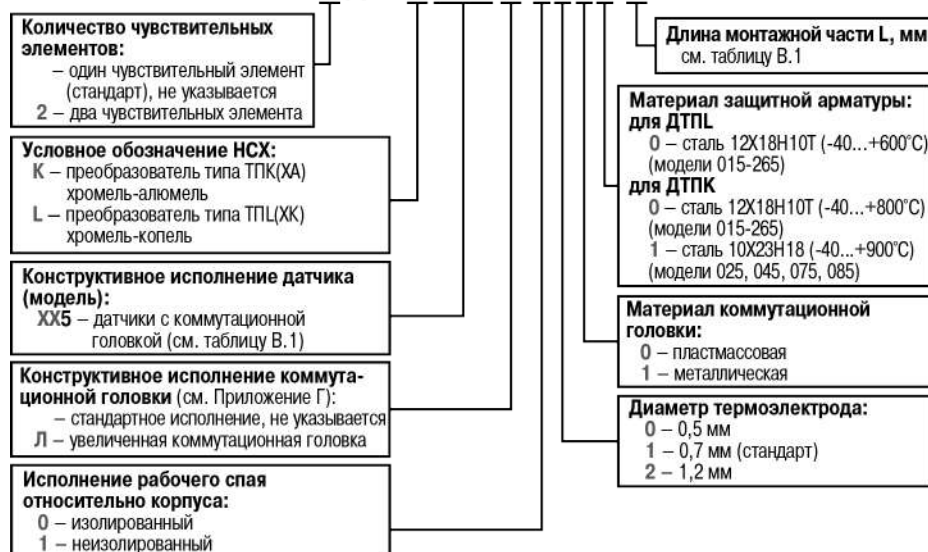 Количество чувствительных
элементов:
– один чувствительный элемент
(стандарт), не указывается
2 – два чувствительных элемента
Условное обозначение НСХ:
К – преобразователь типа ТПК(ХА)
хромель-алюмель
L – преобразователь типа ТПL(ХК)
хромель-копель
Конструктивное исполнение датчика
(модель):
ХХ5 – датчики с коммутационной
головкой (см. таблицу В.1)
Конструктивное исполнение коммута-
ционной головки (см. Приложение Г):
– стандартное исполнение, не указывается
Л – увеличенная коммутационная головка
Исполнение рабочего спая
относительно корпуса:
0 – изолированный
1 – неизолированный
Длина монтажной части L, мм
см. таблицу В.1
Материал защитной арматуры:
для ДТПL
0 – сталь 12Х18Н10Т (-40...+600°С)
(модели 015-265)
для ДТПК
0 – сталь 12Х18Н10Т (-40...+800°С)
(модели 015-265)
1 – сталь 10Х23Н18 (-40...+900°С)
(модели 025, 045, 075, 085)
Материал коммутационной
головки:
0 – пластмассовая
1 – металлическая
Диаметр термоэлектрода:
0 – 0,5 мм
1 – 0,7 мм (стандарт)
2 – 1,2 мм